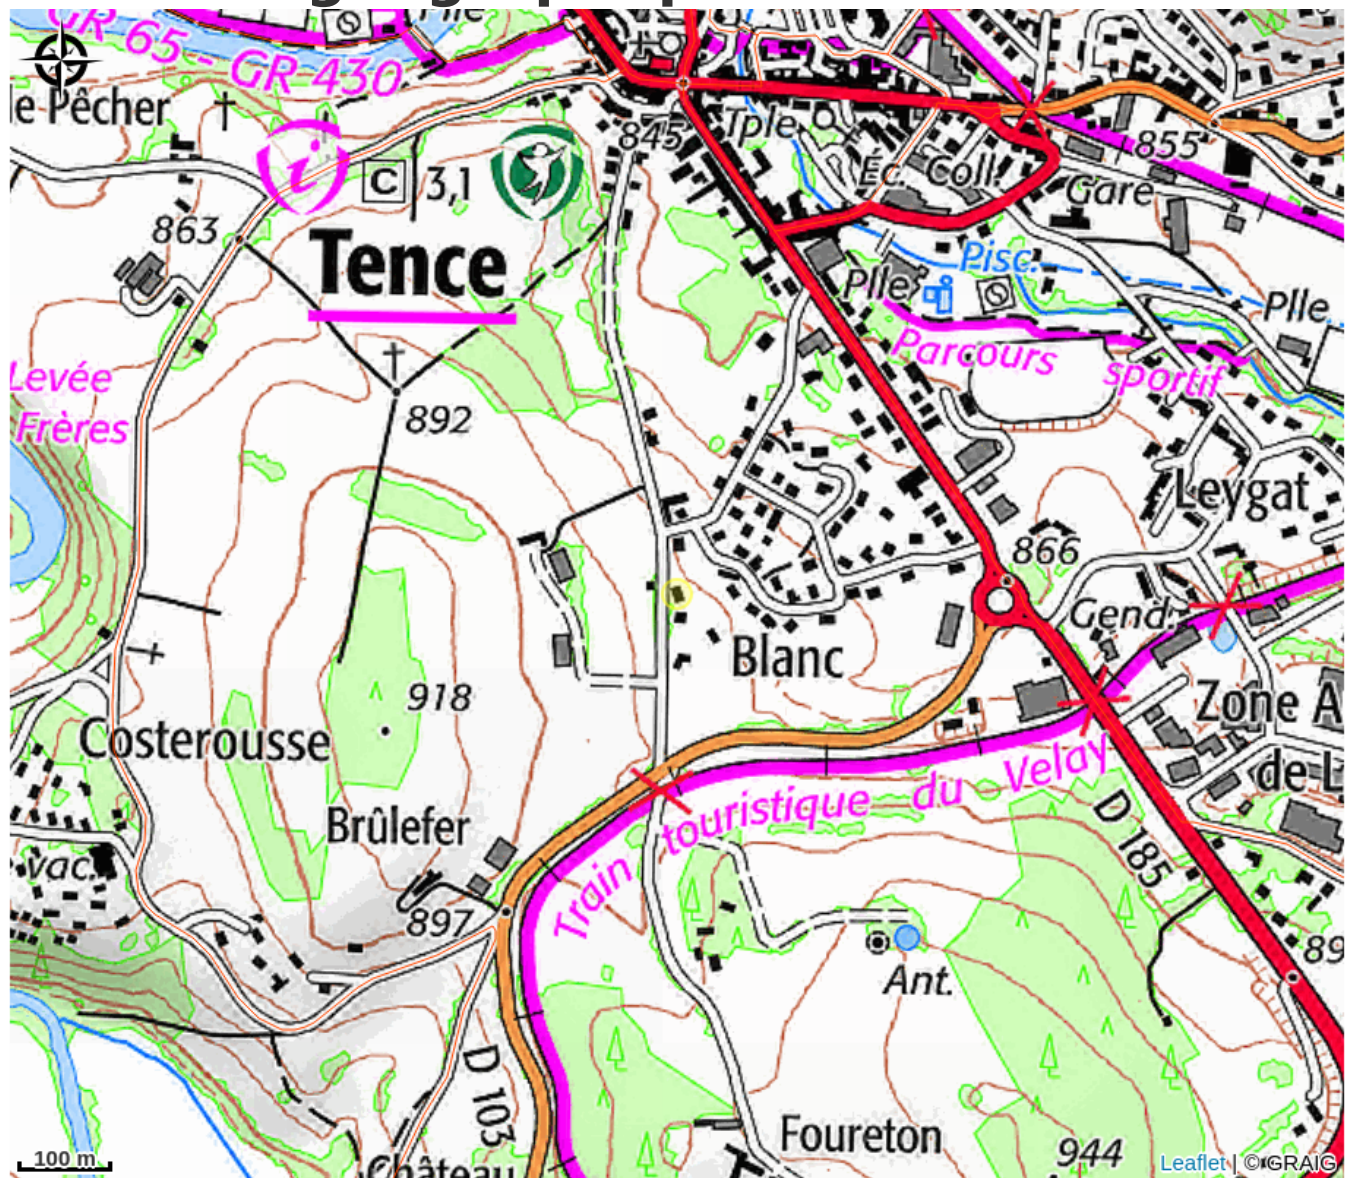 GR 65 - GR 430
le Pêcher
845
Tple
855
Éc.
Coll.
Gare
C
3,1
863
Tence
Pisc.
Plle
Plle
Parcours
sportif
Levée
Frères
892
Leygat
866
Gend.
Blanc
918
Zone A
Costerousse
de L
Train touristique du Velay
Brûlefer
D 185
vac.
897
Ant.
89
D 103
Foureton
944
Château
100 m
Leaflet | © GRAIG